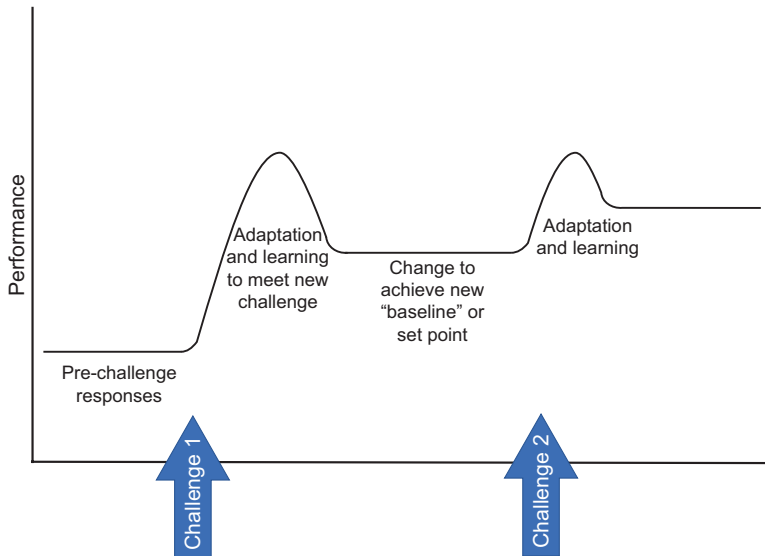 Performance
Pre-challenge
responses
Adaptation
and learning
to meet new
challenge
Change to
achieve new
“baseline” or
set point
Adaptation
and learning
Challenge 1
Challenge 2